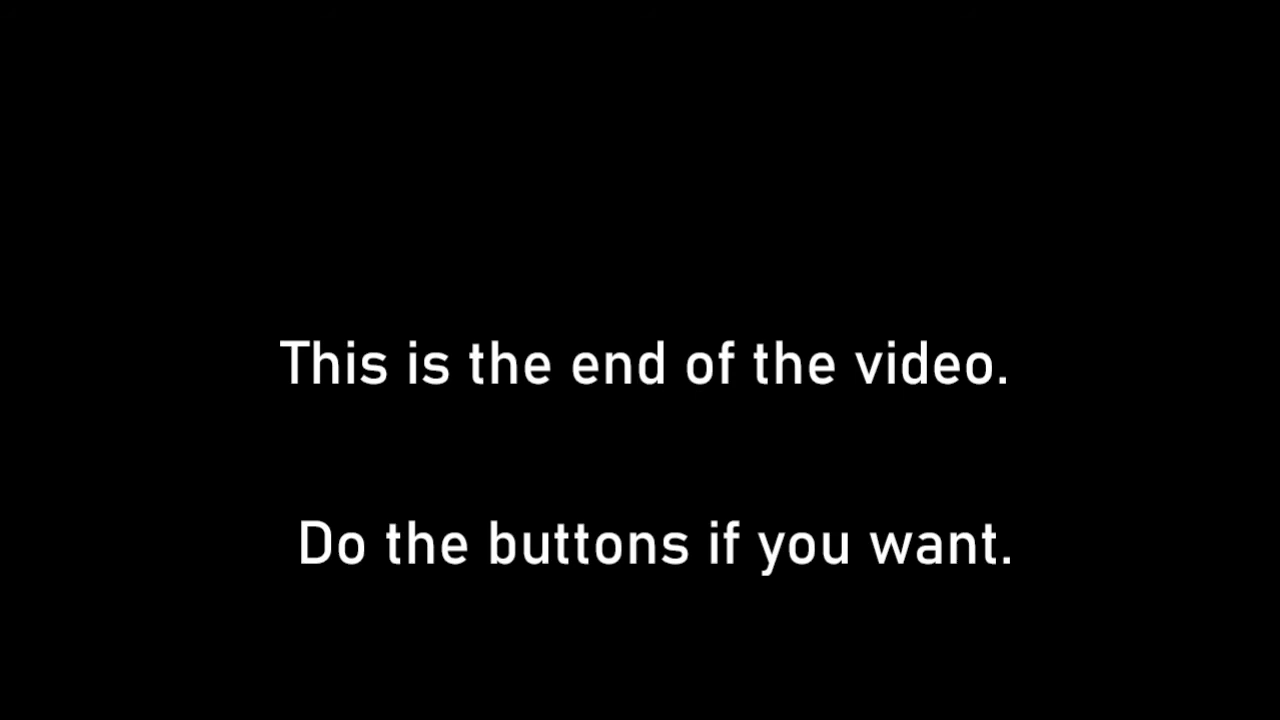 This is the end of the video.
Do the buttons if you want.